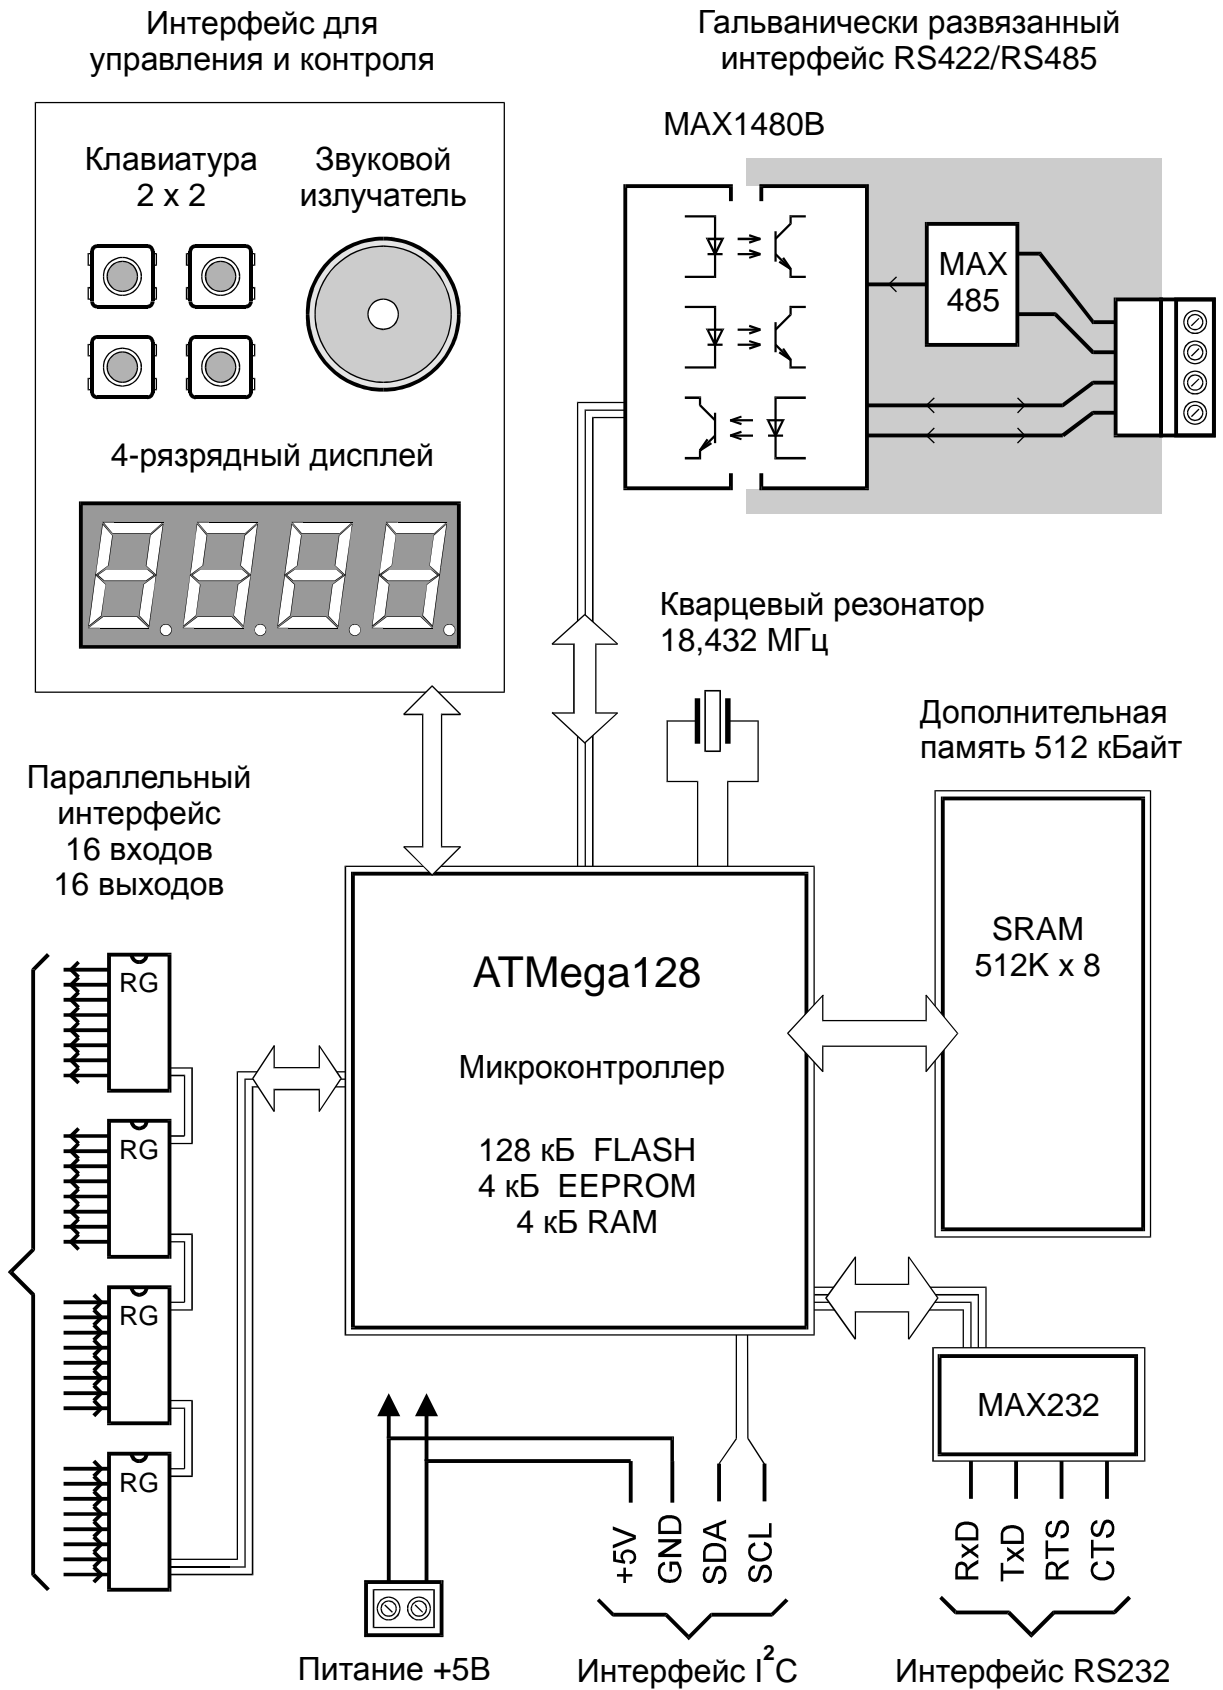 Интерфейс для
управления и контроля
Гальванически развязанный
интерфейс RS422/RS485
MAX1480B
Клавиатура
2 x 2
Звуковой
излучатель
MAX
485
4-рязрядный дисплей
Кварцевый резонатор
18,432 МГц
Дополнительная
память 512 кБайт
Параллельный
интерфейс
16 входов
16 выходов
SRAM
512K x 8
ATMega128
Микроконтроллер
128 кБ FLASH
4 кБ EEPROM
4 кБ RAM
RG
RG
RG
RG
MAX232
+5V
GND
SDA
SCL
RxD
TxD
RTS
CTS
Питание +5В
Интерфейс I²C
Интерфейс RS232